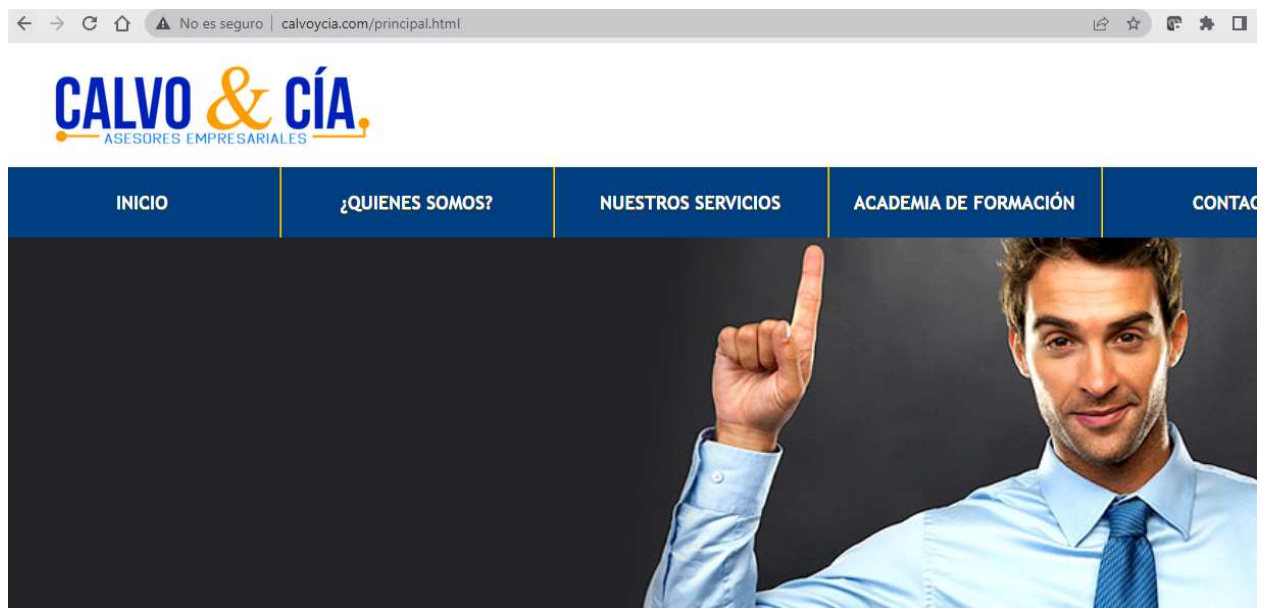 No es seguro | calvoycia.com/principal.html
CALVO & CÍA.
ASESORES EMPRESARIALES
INICIO ¿QUIENES SOMOS? NUESTROS SERVICIOS ACADEMIA DE FORMACIÓN CONTAC